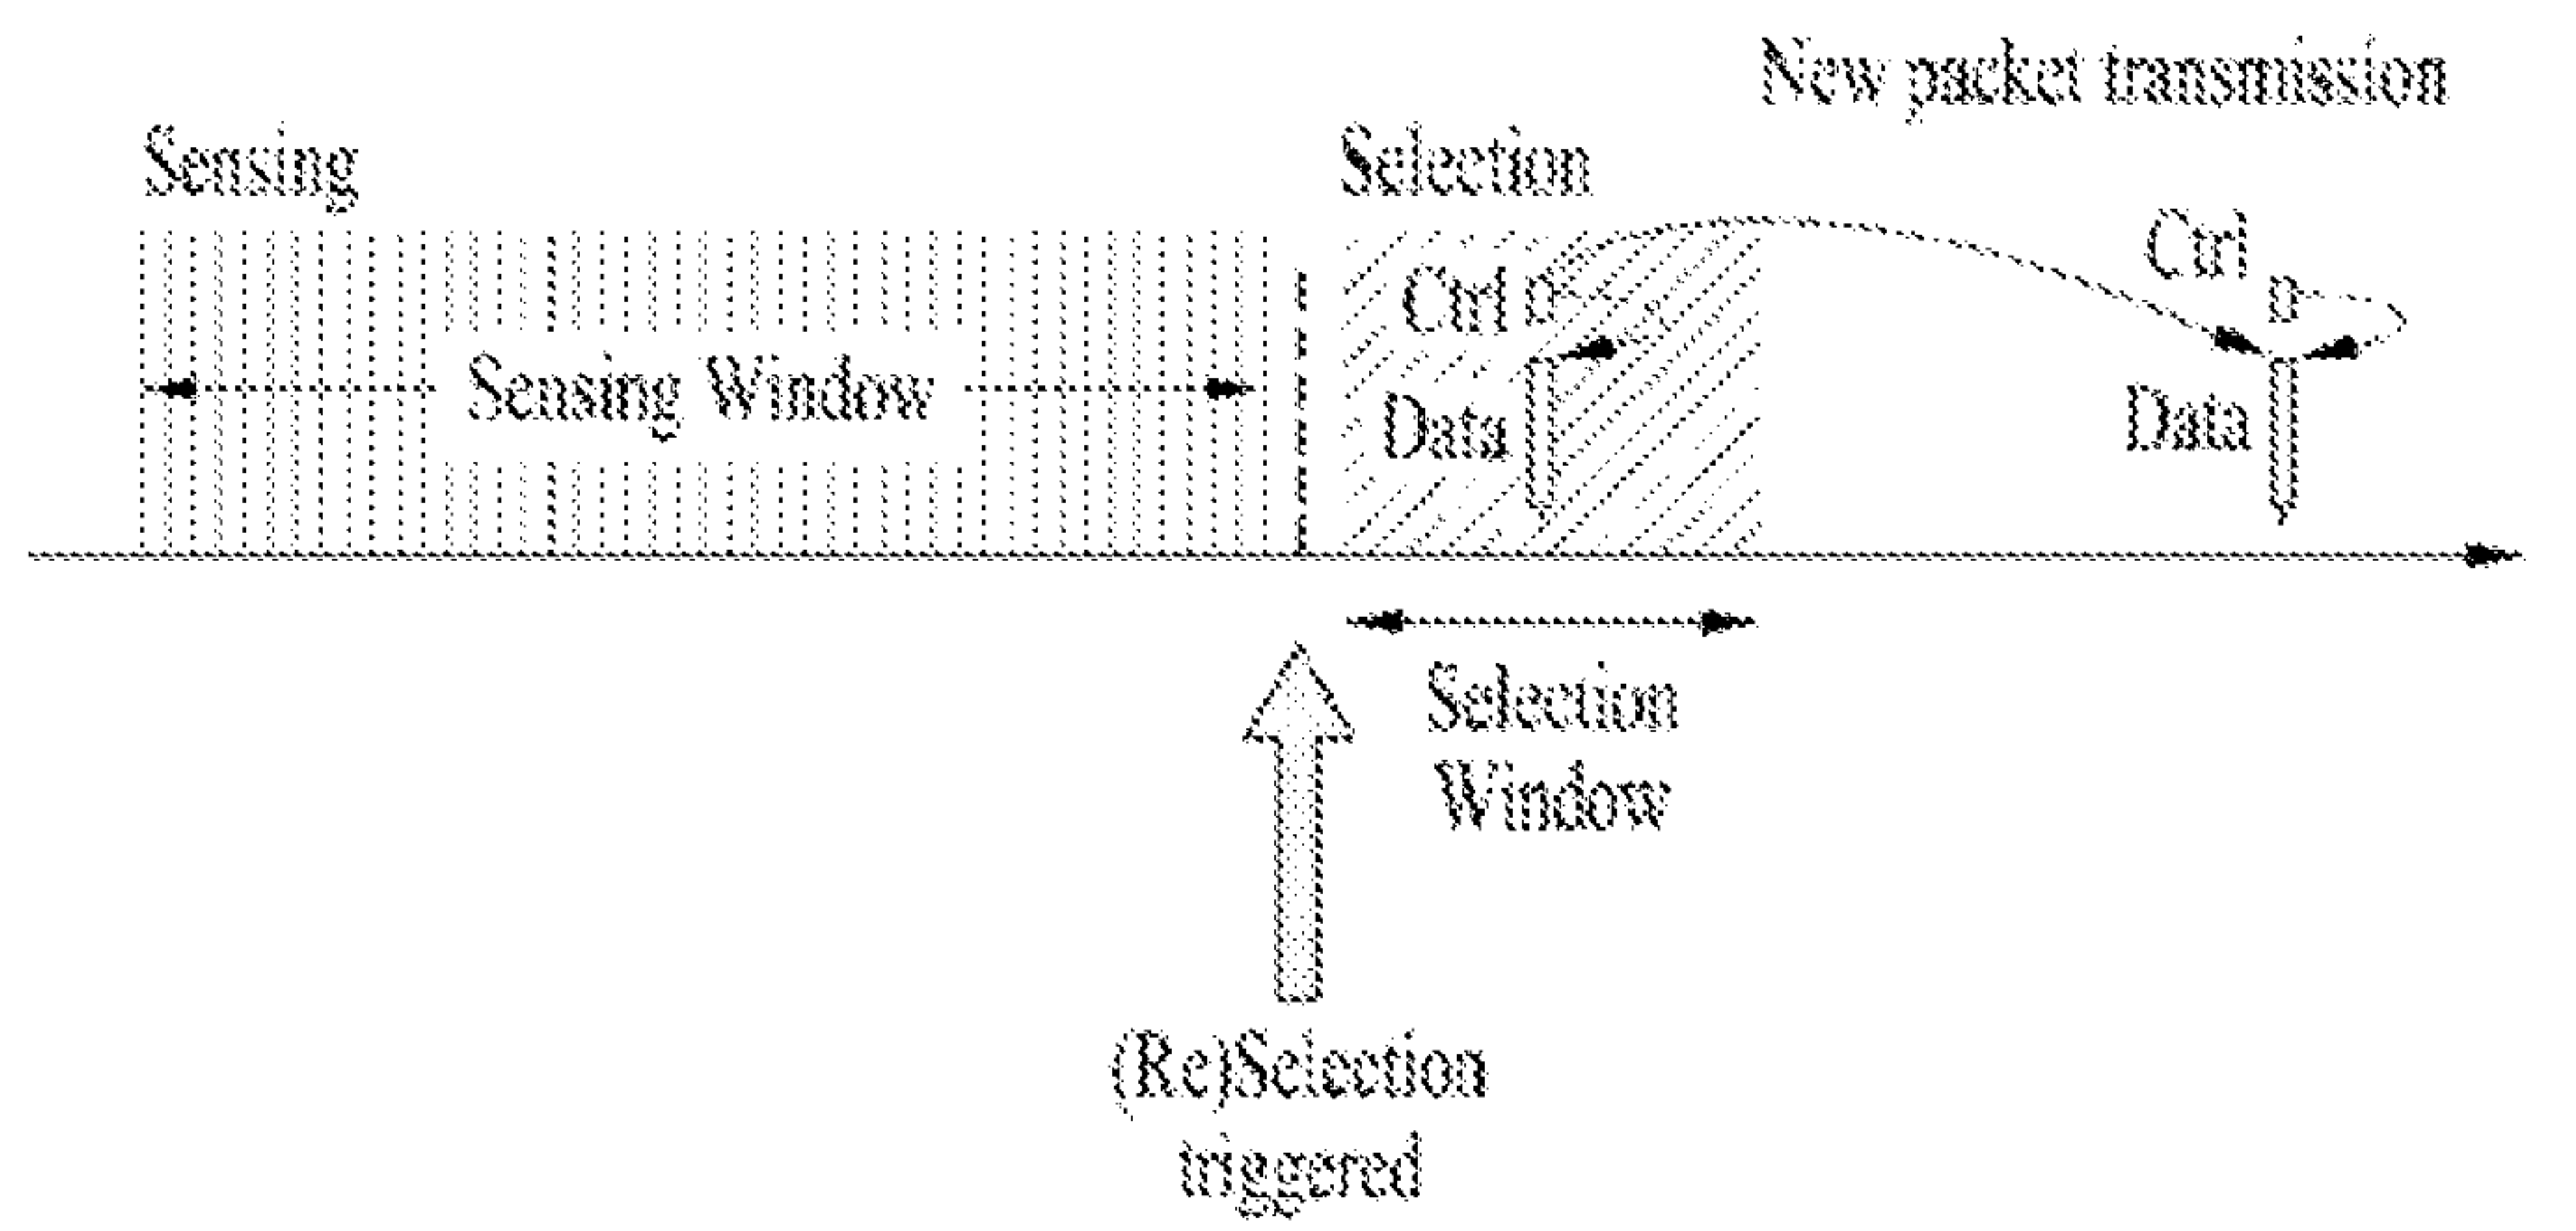 New packet transmission
Sensing
Selection
Ctrl
Ctrl
Sensing Window
Data
Data
Selection
Window
(Re)Selection
triggered